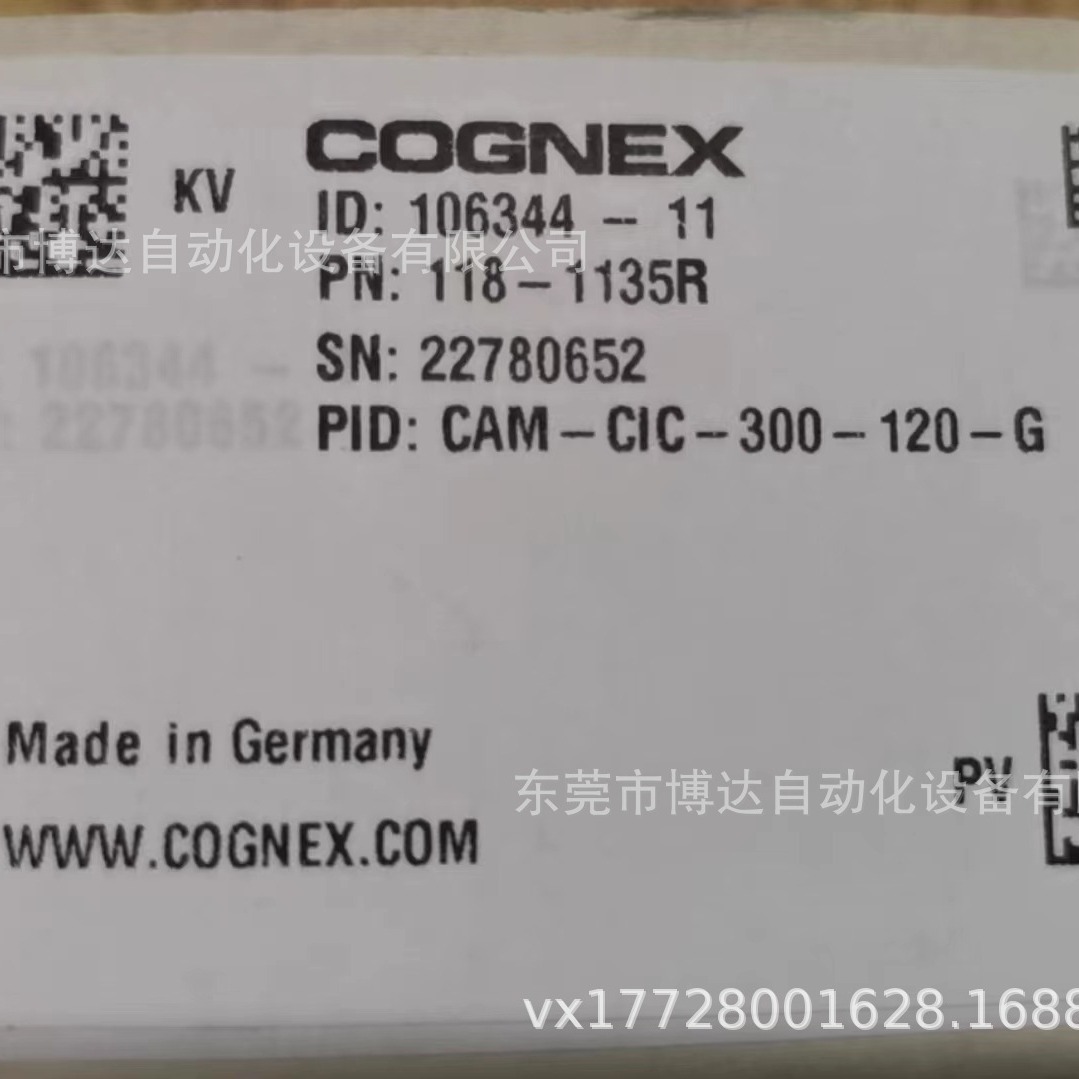 COGNEX
KV
ID: 106344 - 11
市博达自动化设备有限公司
PN: 118-1135R
106344 -
SN: 22780652
: 22780652
PID: CAM-CIC-300-120-G
Made in Germany
东莞市博达自动化设备有
PV
WWW.COGNEX.COM
vx17728001628.1688